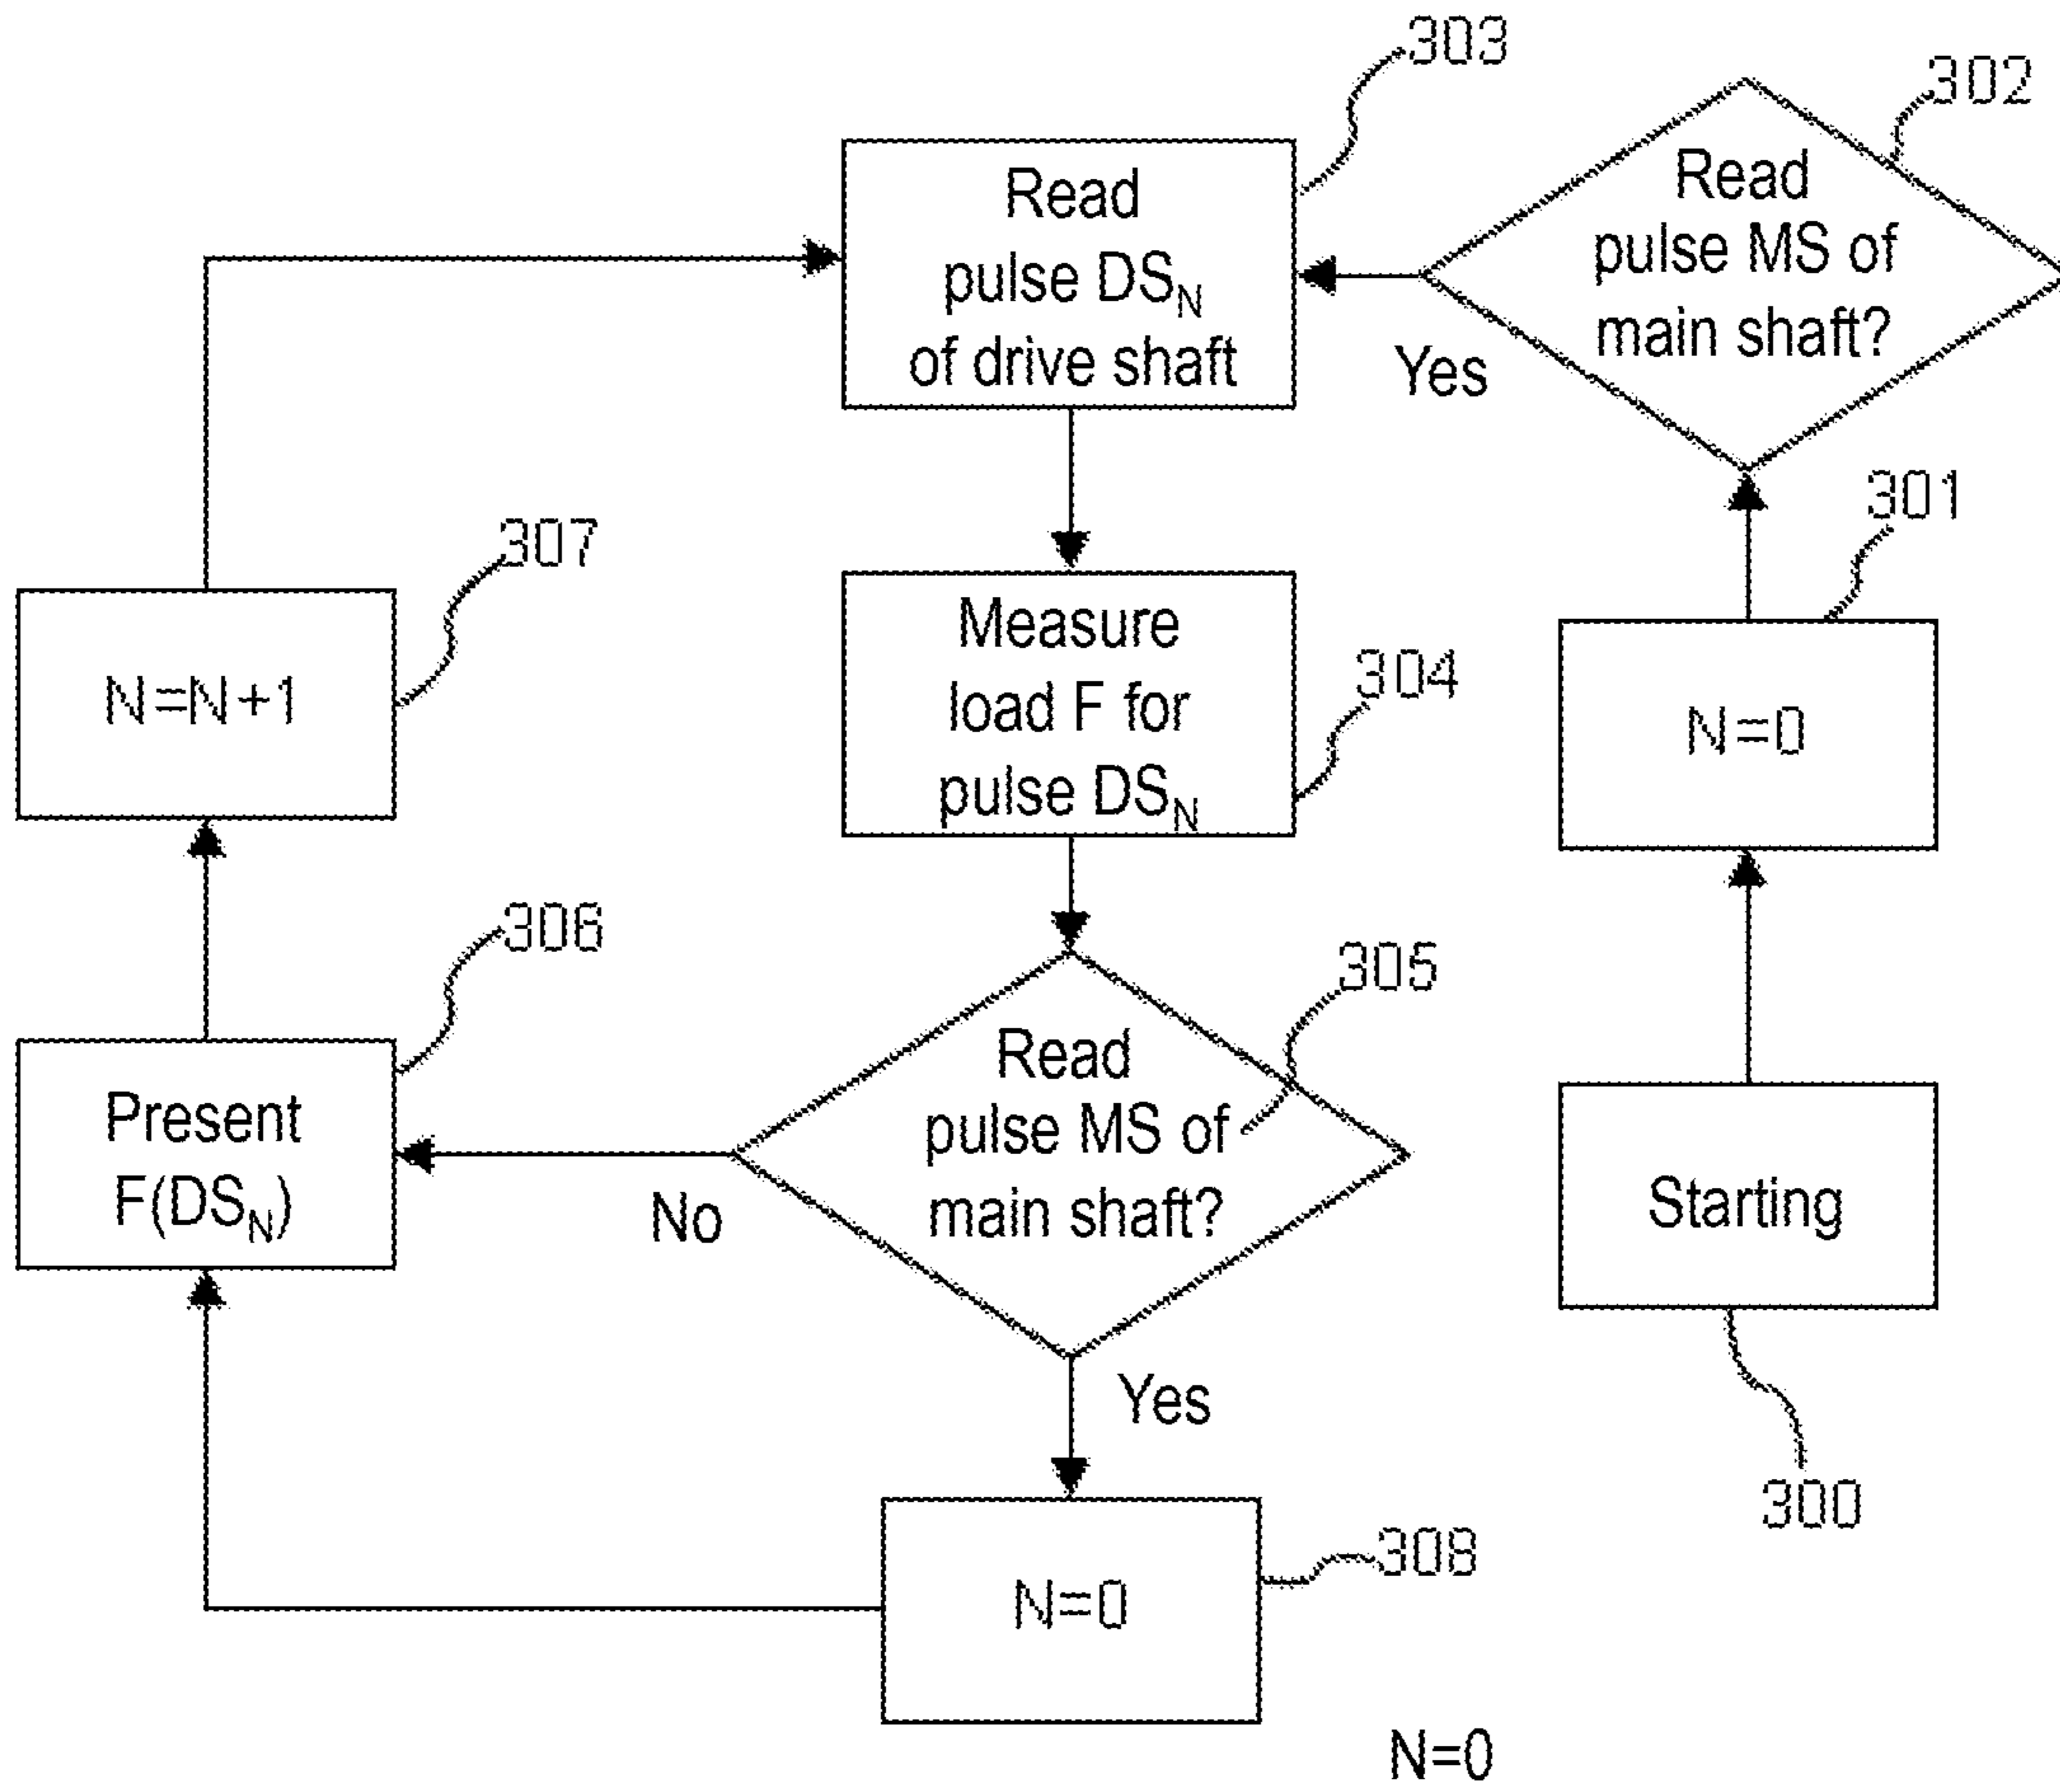 303
302
Read
pulse DS_N
of drive shaft
Read
pulse MS of
main shaft?
Yes
301
307
N=N+1
Measure
load F for
pulse DS_N
304
N=0
306
305
Present
F(DS_N)
Read
pulse MS of
main shaft?
No
Yes
Starting
300
308
N=0
N=0